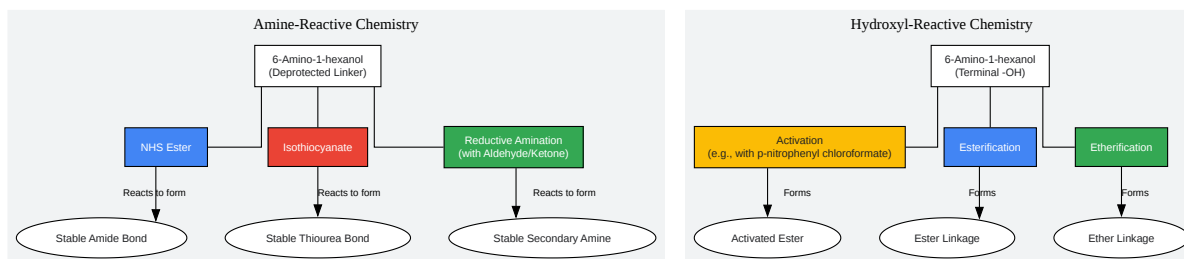 Amine-Reactive Chemistry
6-Amino-1-hexanol
(Deprotected Linker)
NHS Ester
Isothiocyanate
Reductive Amination
(with Aldehyde/Ketone)
Reacts to form
Reacts to form
Reacts to form
Stable Amide Bond
Stable Thiourea Bond
Stable Secondary Amine
Hydroxyl-Reactive Chemistry
6-Amino-1-hexanol
(Terminal -OH)
Activation
(e.g., with p-nitrophenyl chloroformate)
Esterification
Etherification
Forms
Forms
Forms
Activated Ester
Ester Linkage
Ether Linkage